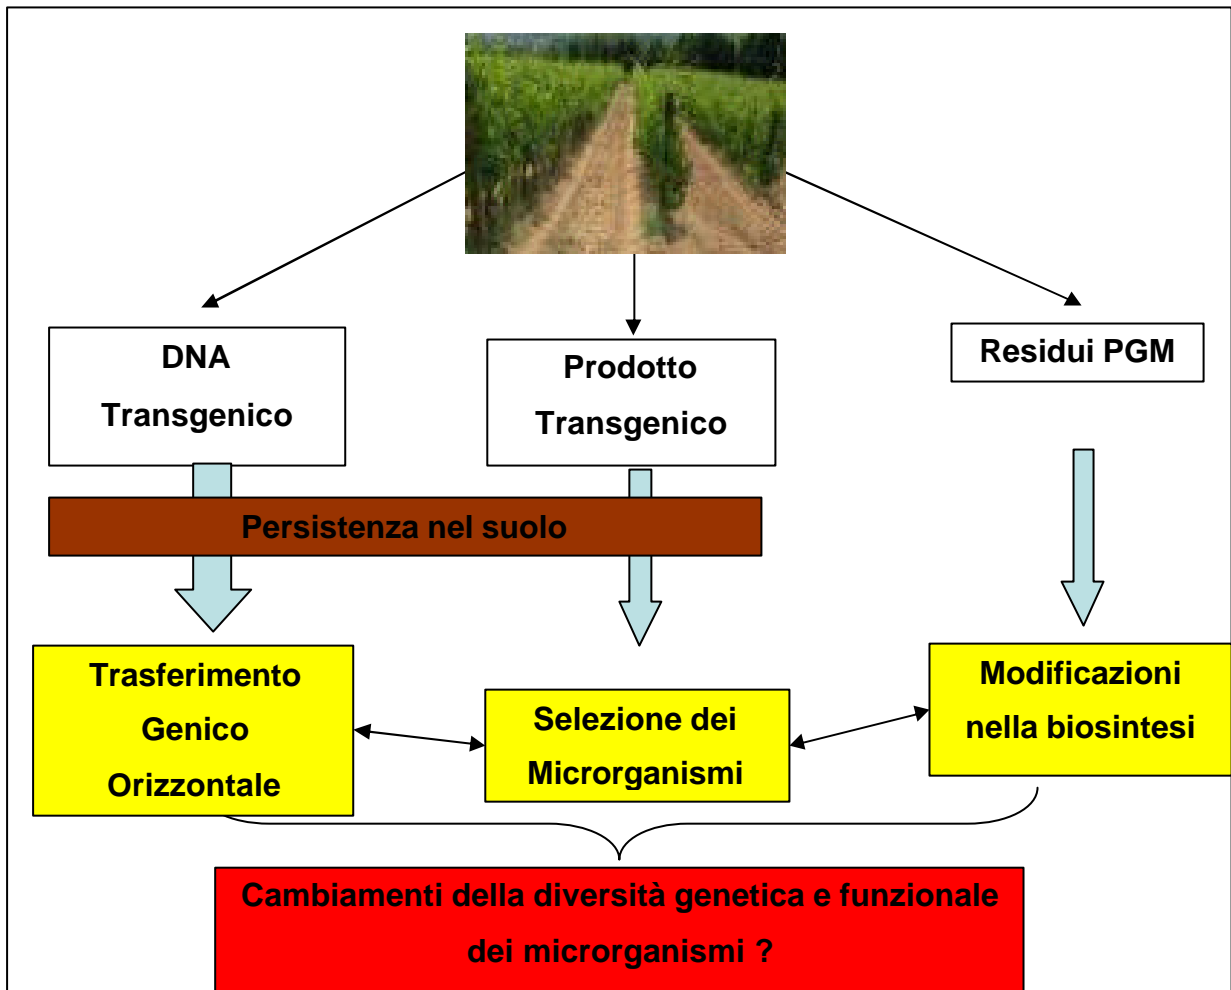 DNA
Transgenico
Prodotto
Transgenico
Residui PGM
Persistenza nel suolo
Trasferimento
Genico
Orizzontale
Selezione dei
Microrganismi
Modificazioni
nella biosintesi
Cambiamenti della diversità genetica e funzionale
dei microrganismi ?